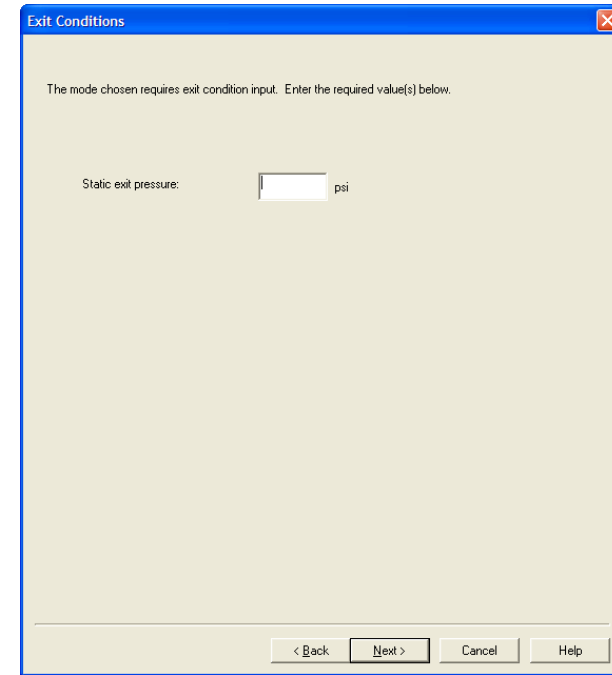 Exit Conditions
The mode chosen requires exit condition input. Enter the required value(s) below.
Static exit pressure: psi
< Back Next > Cancel Help